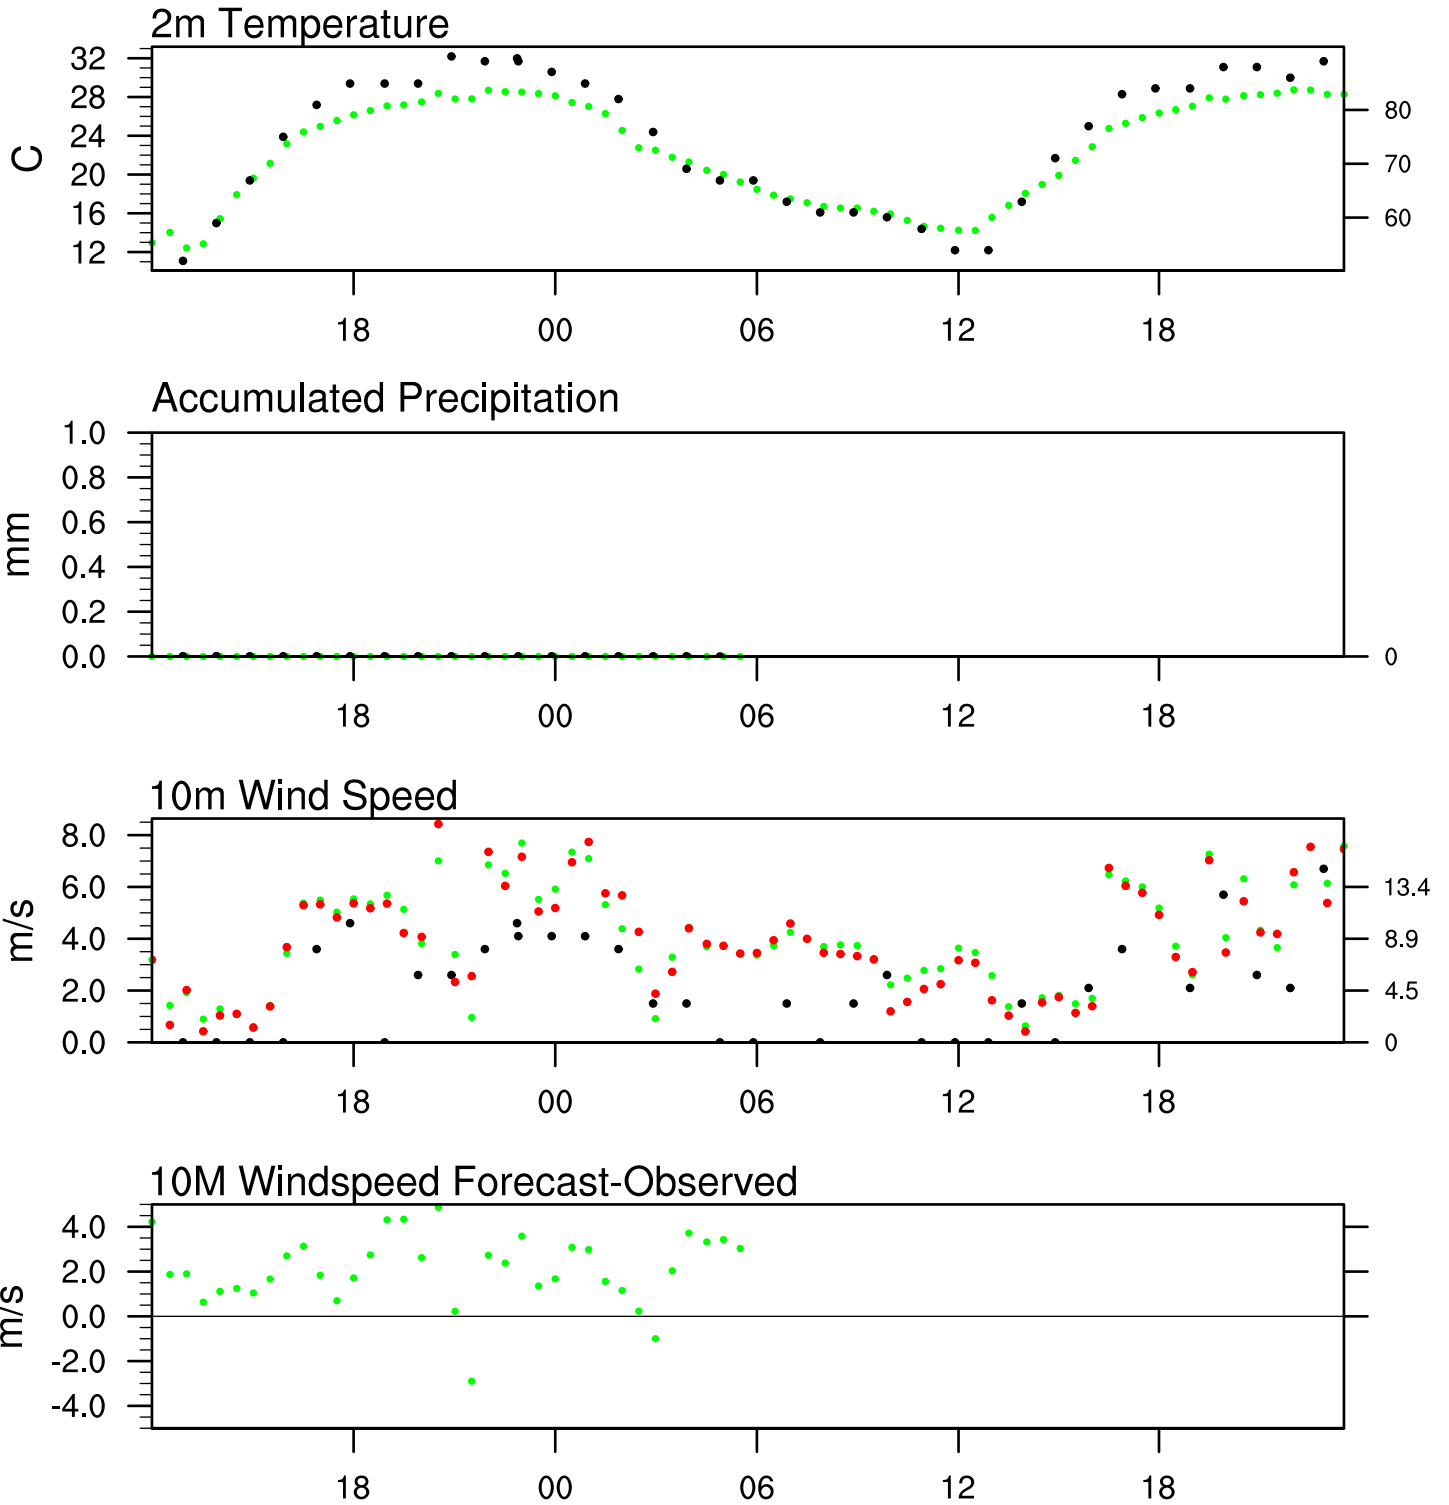 2m Temperature
32
28
24
20
16
12
C
80
70
60
18 00 06 12 18
Accumulated Precipitation
1.0
0.8
0.6
0.4
0.2
0.0
mm
0
18 00 06 12 18
10m Wind Speed
8.0
6.0
4.0
2.0
0.0
m/s
13.4
8.9
4.5
0
18 00 06 12 18
10M Windspeed Forecast-Observed
4.0
2.0
0.0
-2.0
-4.0
m/s
18 00 06 12 18